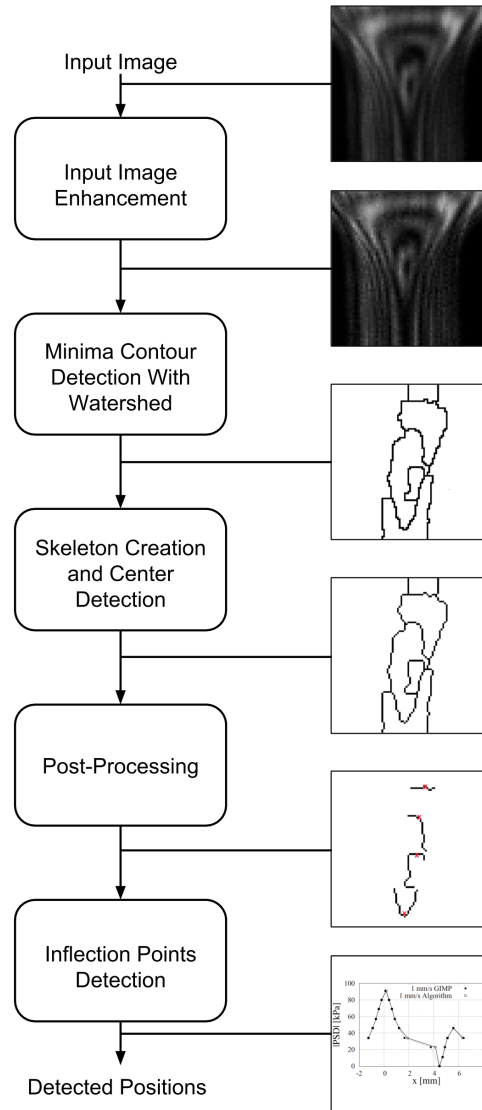 Input Image
Input Image
Enhancement
Minima Contour
Detection With
Watershed
Skeleton Creation
and Center
Detection
Post-Processing
Inflection Points
Detection
Detected Positions
100
80
60
40
20
0
|PSD| [kPa]
1 mm/s GIMP
1 mm/s Algorithm
-2 0 2 4 6 8
x [mm]